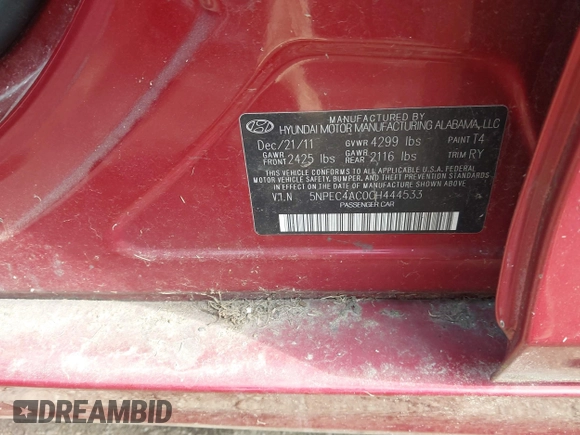 MANUFACTURED BY
HYUNDAI MOTOR MANUFACTURING ALABAMA, LLC
Dec/21/11 GVWR 4299 lbs PAINT T4
GAWR FRONT 2425 lbs GAWR REAR 2116 lbs TRIM RY
THIS VEHICLE CONFORMS TO ALL APPLICABLE U.S.A. FEDERAL
MOTOR VEHICLE SAFETY, BUMPER, AND THEFT PREVENTION STANDARDS
IN EFFECT ON THE DATE OF MANUFACTURE SHOWN ABOVE.
V.I.N 5NPEC4AC0CH444533
PASSENGER CAR
DREAMBID